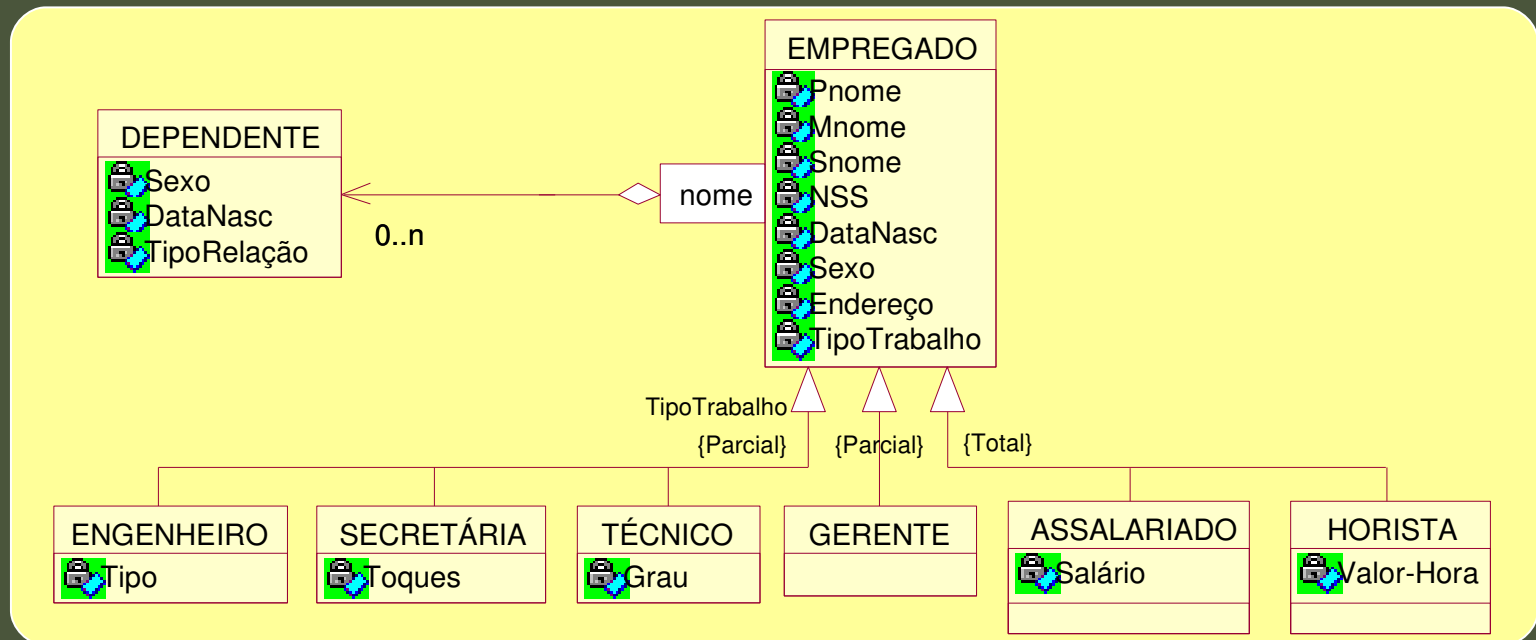 EMPREGADO
Pnome
Mnome
Snome
NSS
DataNasc
Sexo
Endereço
TipoTrabalho
DEPENDENTE
Sexo
DataNasc
TipoRelação
0..n
nome
TipoTrabalho
{Parcial}
{Parcial}
{Total}
ENGENHEIRO
Tipo
SECRETÁRIA
Toques
TÉCNICO
Grau
GERENTE
ASSALARIADO
Salário
HORISTA
Valor-Hora